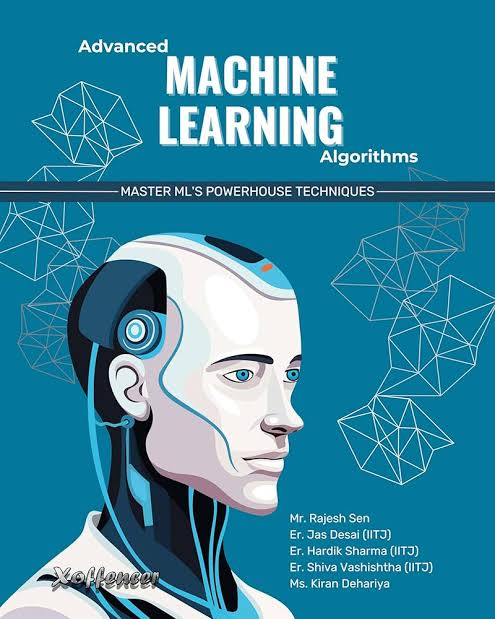 Advanced
MACHINE
LEARNING
Algorithms
MASTER ML'S POWERHOUSE TECHNIQUES
Mr. Rajesh Sen
Er. Jas Desai (IITJ)
Er. Hardik Sharma (IITJ)
Er. Shiva Vashishtha (IITJ)
Ms. Kiran Dehariya
Xoffencer